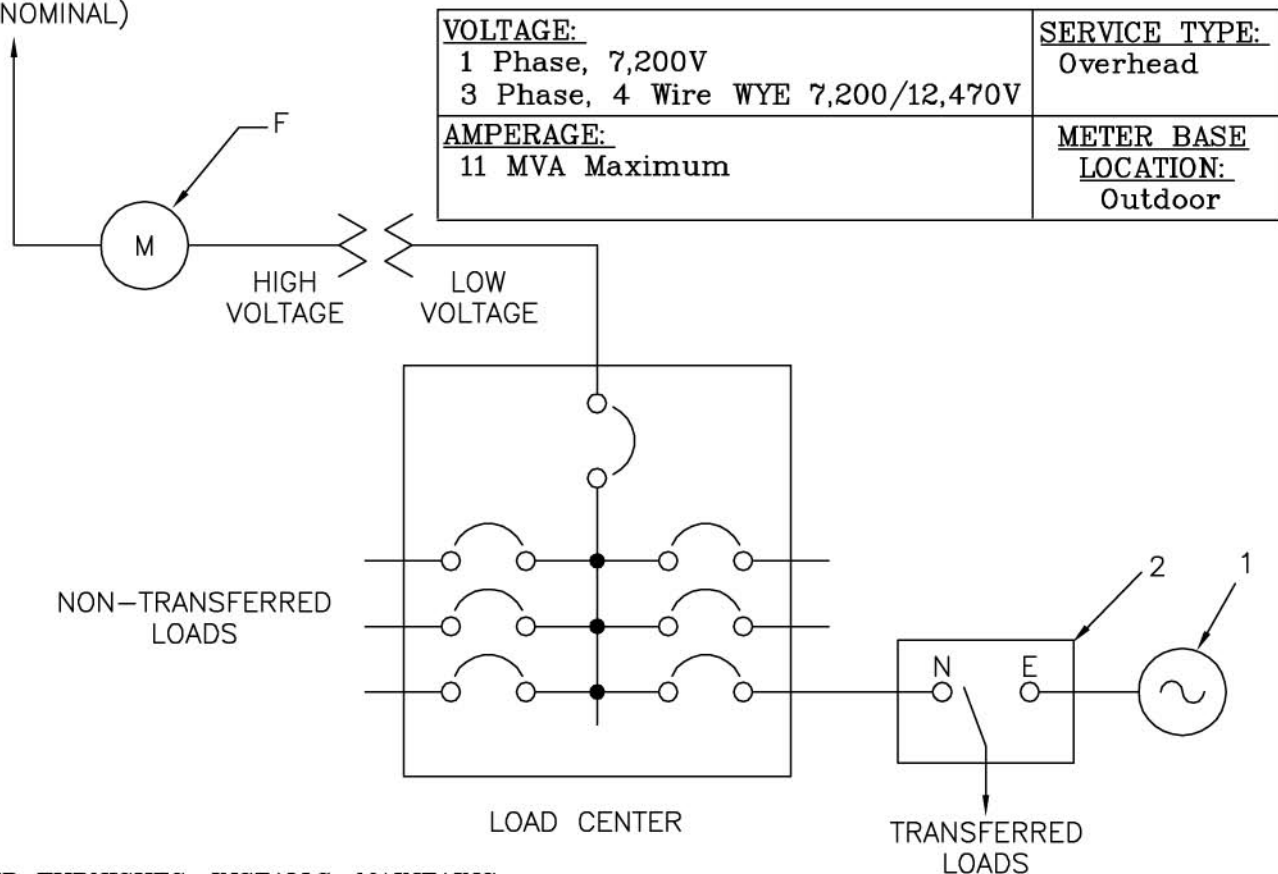 NOMINAL)
VOLTAGE:
1 Phase, 7,200V
3 Phase, 4 Wire WYE 7,200/12,470V
SERVICE TYPE:
Overhead
AMPERAGE:
11 MVA Maximum
METER BASE
LOCATION:
Outdoor
F
M
HIGH
VOLTAGE
LOW
VOLTAGE
NON-TRANSFERRED
LOADS
2
1
N
E
LOAD CENTER
TRANSFERRED
LOADS